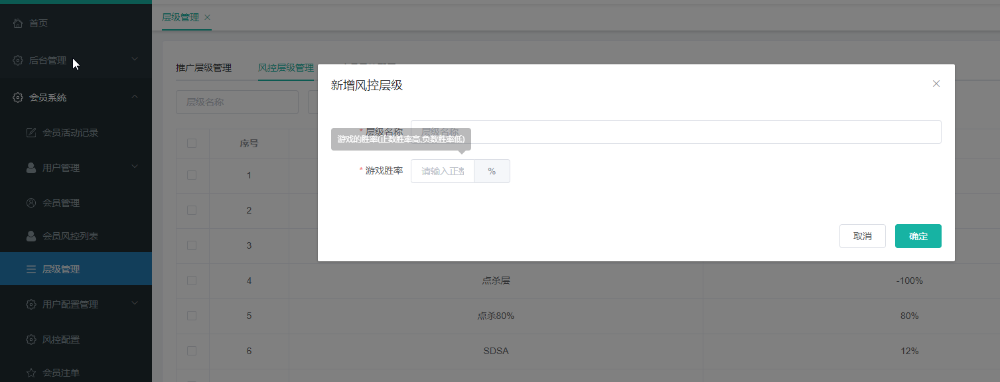 首页
后台管理
会员系统
会员活动记录
用户管理
会员管理
会员风控列表
层级管理
用户配置管理
风控配置
会员注单
层级管理
推广层级管理
风控层级管理
层级名称
序号
1
2
3
4 点杀层 -100%
5 点杀80% 80%
6 SDSA 12%
新增风控层级
* 层级名称 层级名称
游戏的胜率(正数胜率高,负数胜率低)
* 游戏胜率 请输入正 %
取消 确定